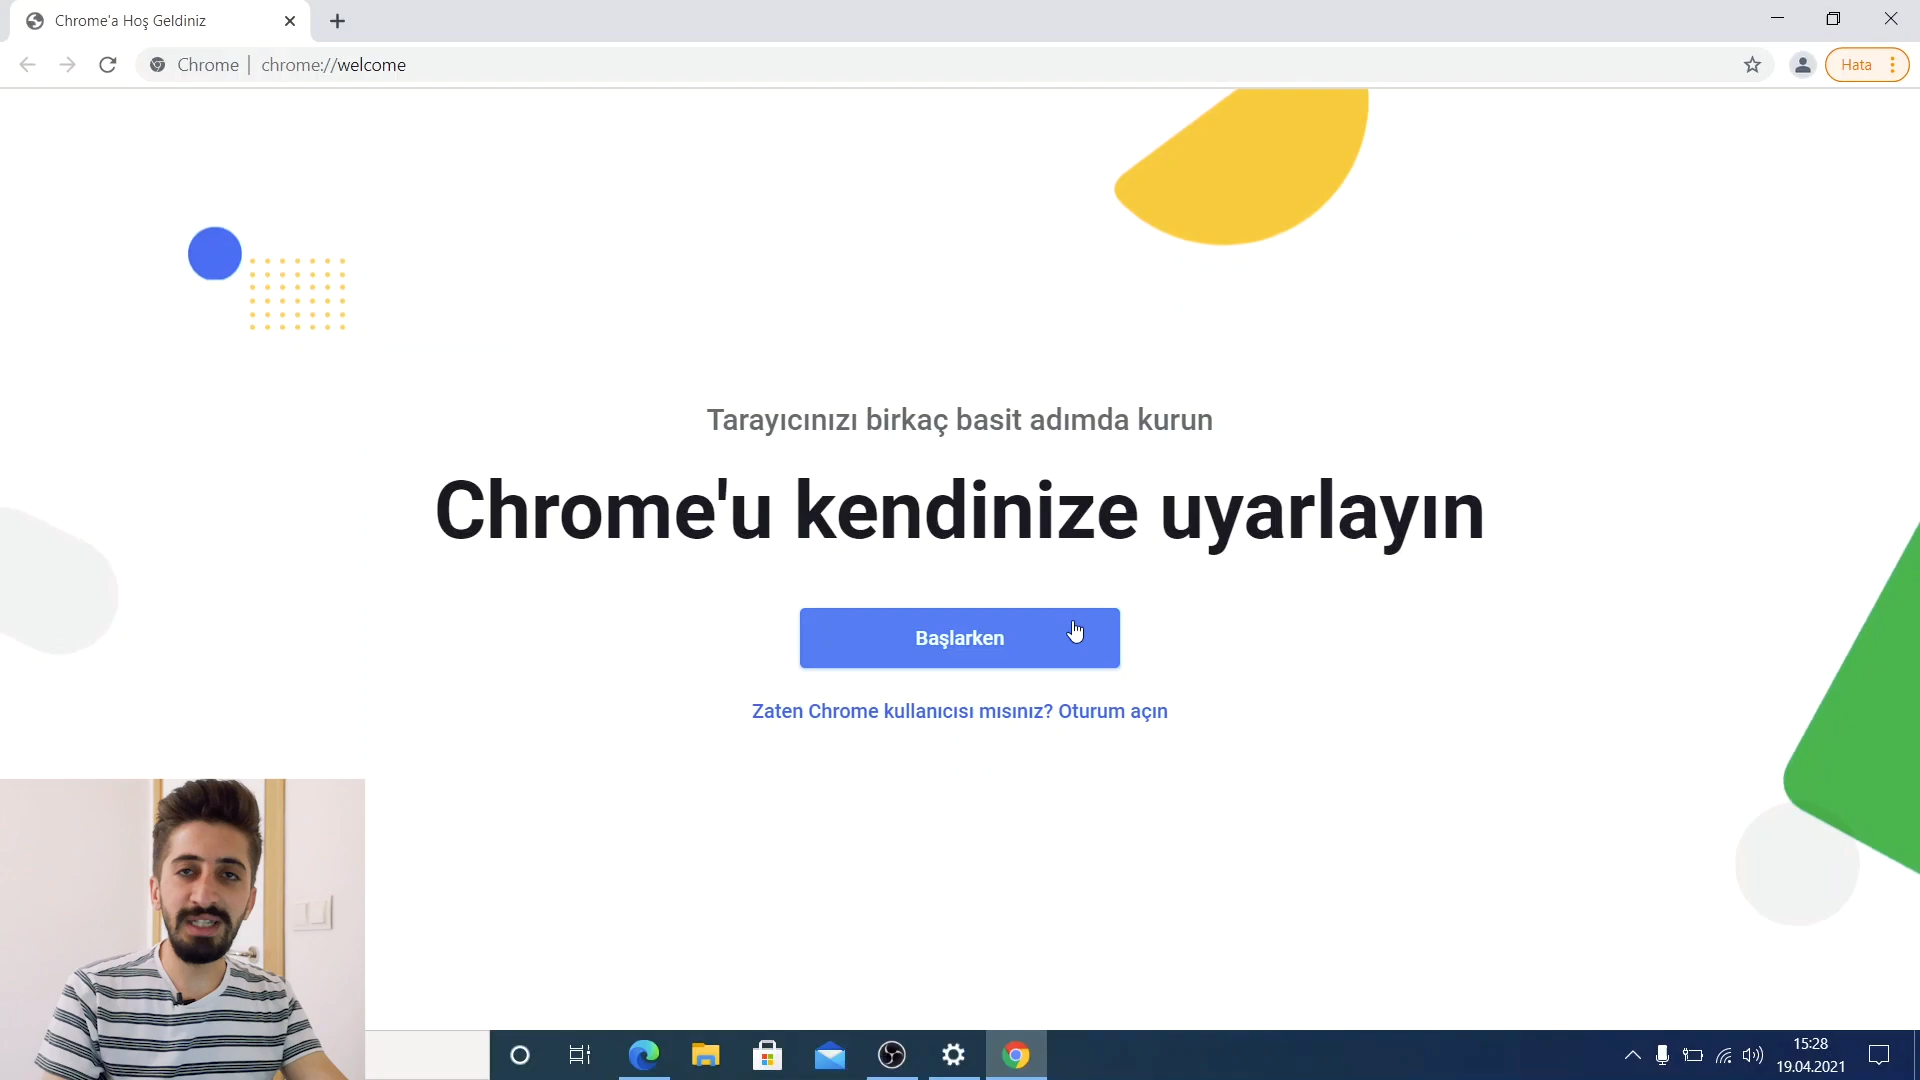 Chrome'a Hoş Geldiniz
Chrome | chrome://welcome
Hata
Tarayıcınızı birkaç basit adımda kurun
Chrome'u kendinize uyarlayın
Başlarken
Zaten Chrome kullanıcısı mısınız? Oturum açın
15:28
19.04.2021